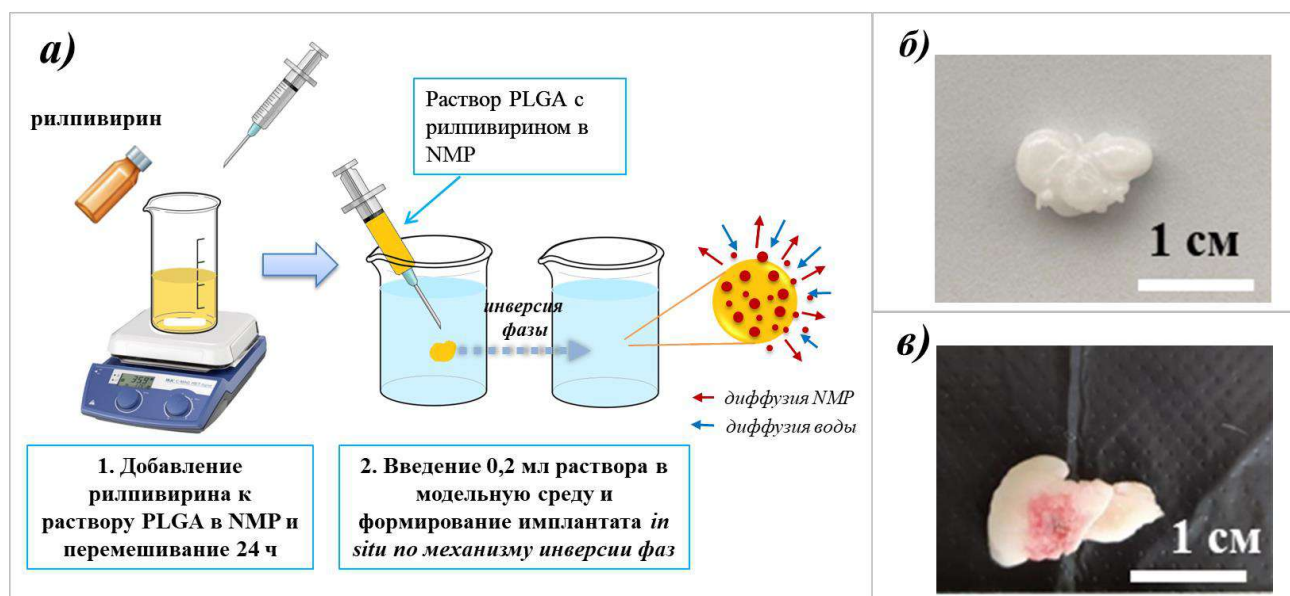 а)
рилпивирин
Раствор PLGA с
рилпивирином в
NMP
инверсия
фазы
диффузия NMP
диффузия воды
1. Добавление
рилпивирина к
раствору PLGA в NMP и
перемешивание 24 ч
2. Введение 0,2 мл раствора в
модельную среду и
формирование имплантата in
situ по механизму инверсии фаз
б)
1 см
в)
1 см